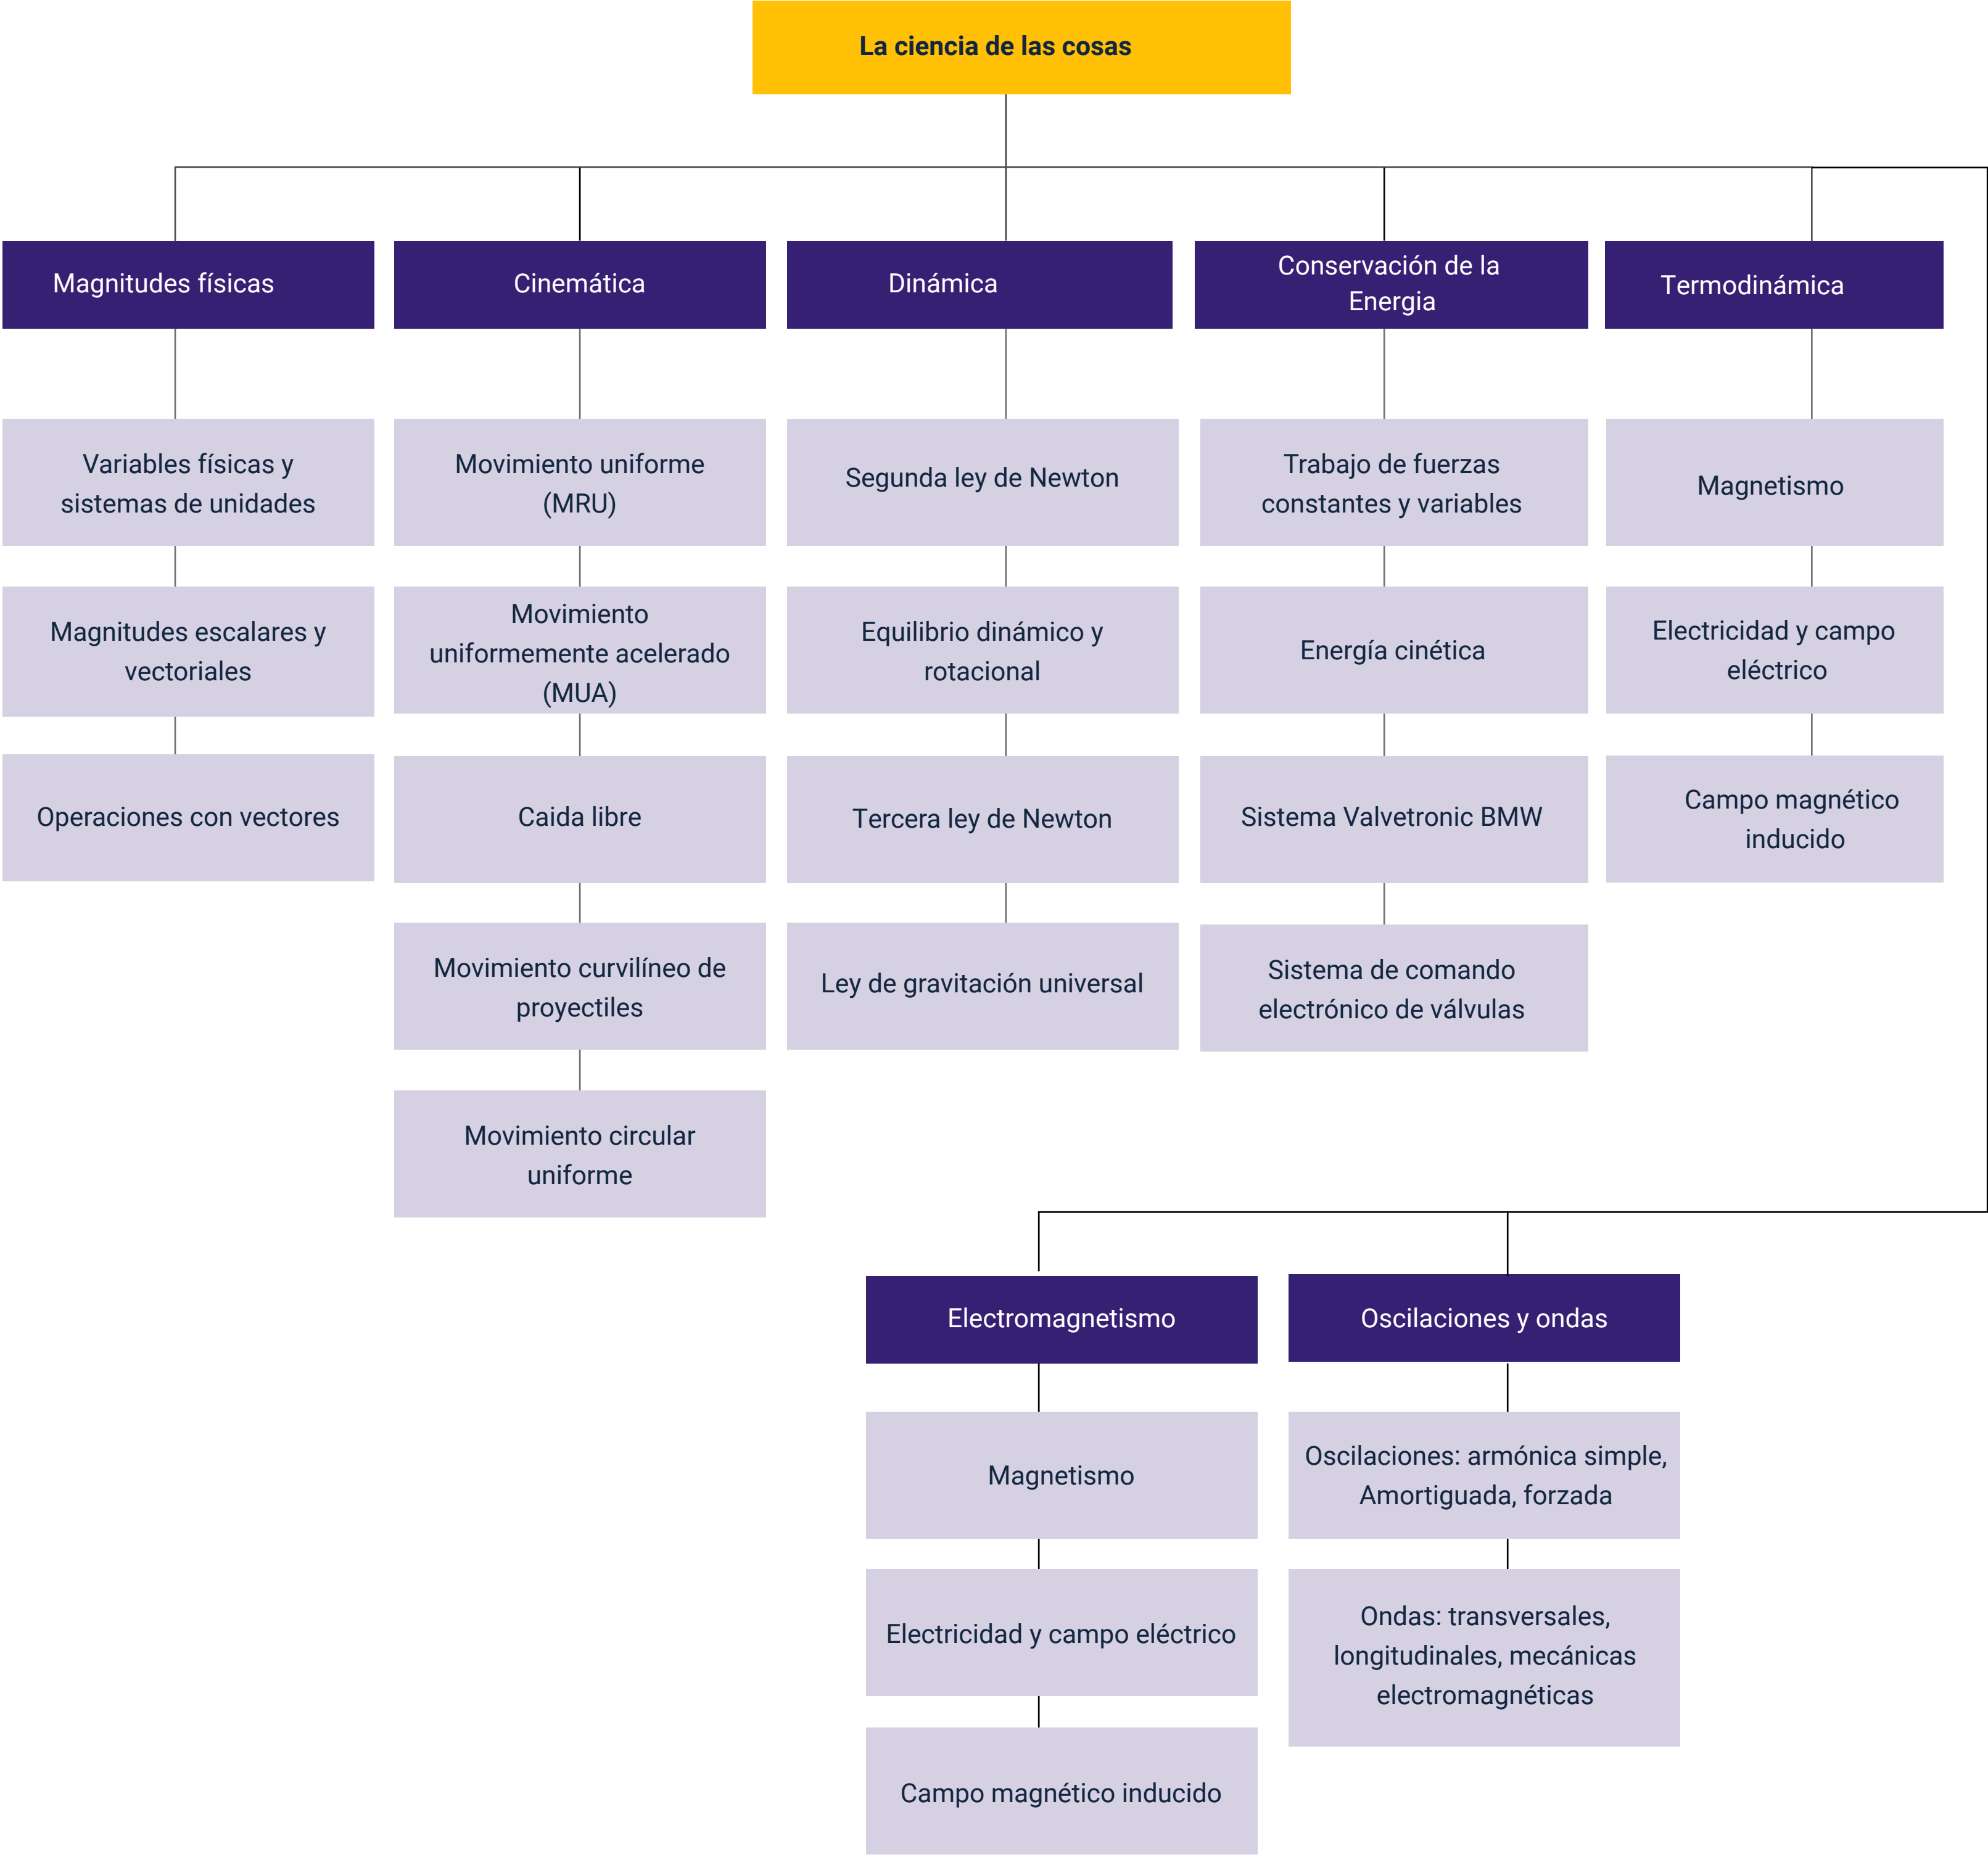 La ciencia de las cosas
Magnitudes físicas
Cinemática
Dinámica
Conservación de la
Energia
Termodinámica
Variables físicas y
sistemas de unidades
Magnitudes escalares y
vectoriales
Operaciones con vectores
Movimiento uniforme
(MRU)
Movimiento
uniformemente acelerado
(MUA)
Caida libre
Movimiento curvilíneo de
proyectiles
Movimiento circular
uniforme
Segunda ley de Newton
Equilibrio dinámico y
rotacional
Tercera ley de Newton
Ley de gravitación universal
Trabajo de fuerzas
constantes y variables
Energía cinética
Sistema Valvetronic BMW
Sistema de comando
electrónico de válvulas
Magnetismo
Electricidad y campo
eléctrico
Campo magnético
inducido
Electromagnetismo
Magnetismo
Electricidad y campo eléctrico
Campo magnético inducido
Oscilaciones y ondas
Oscilaciones: armónica simple,
Amortiguada, forzada
Ondas: transversales,
longitudinales, mecánicas
electromagnéticas